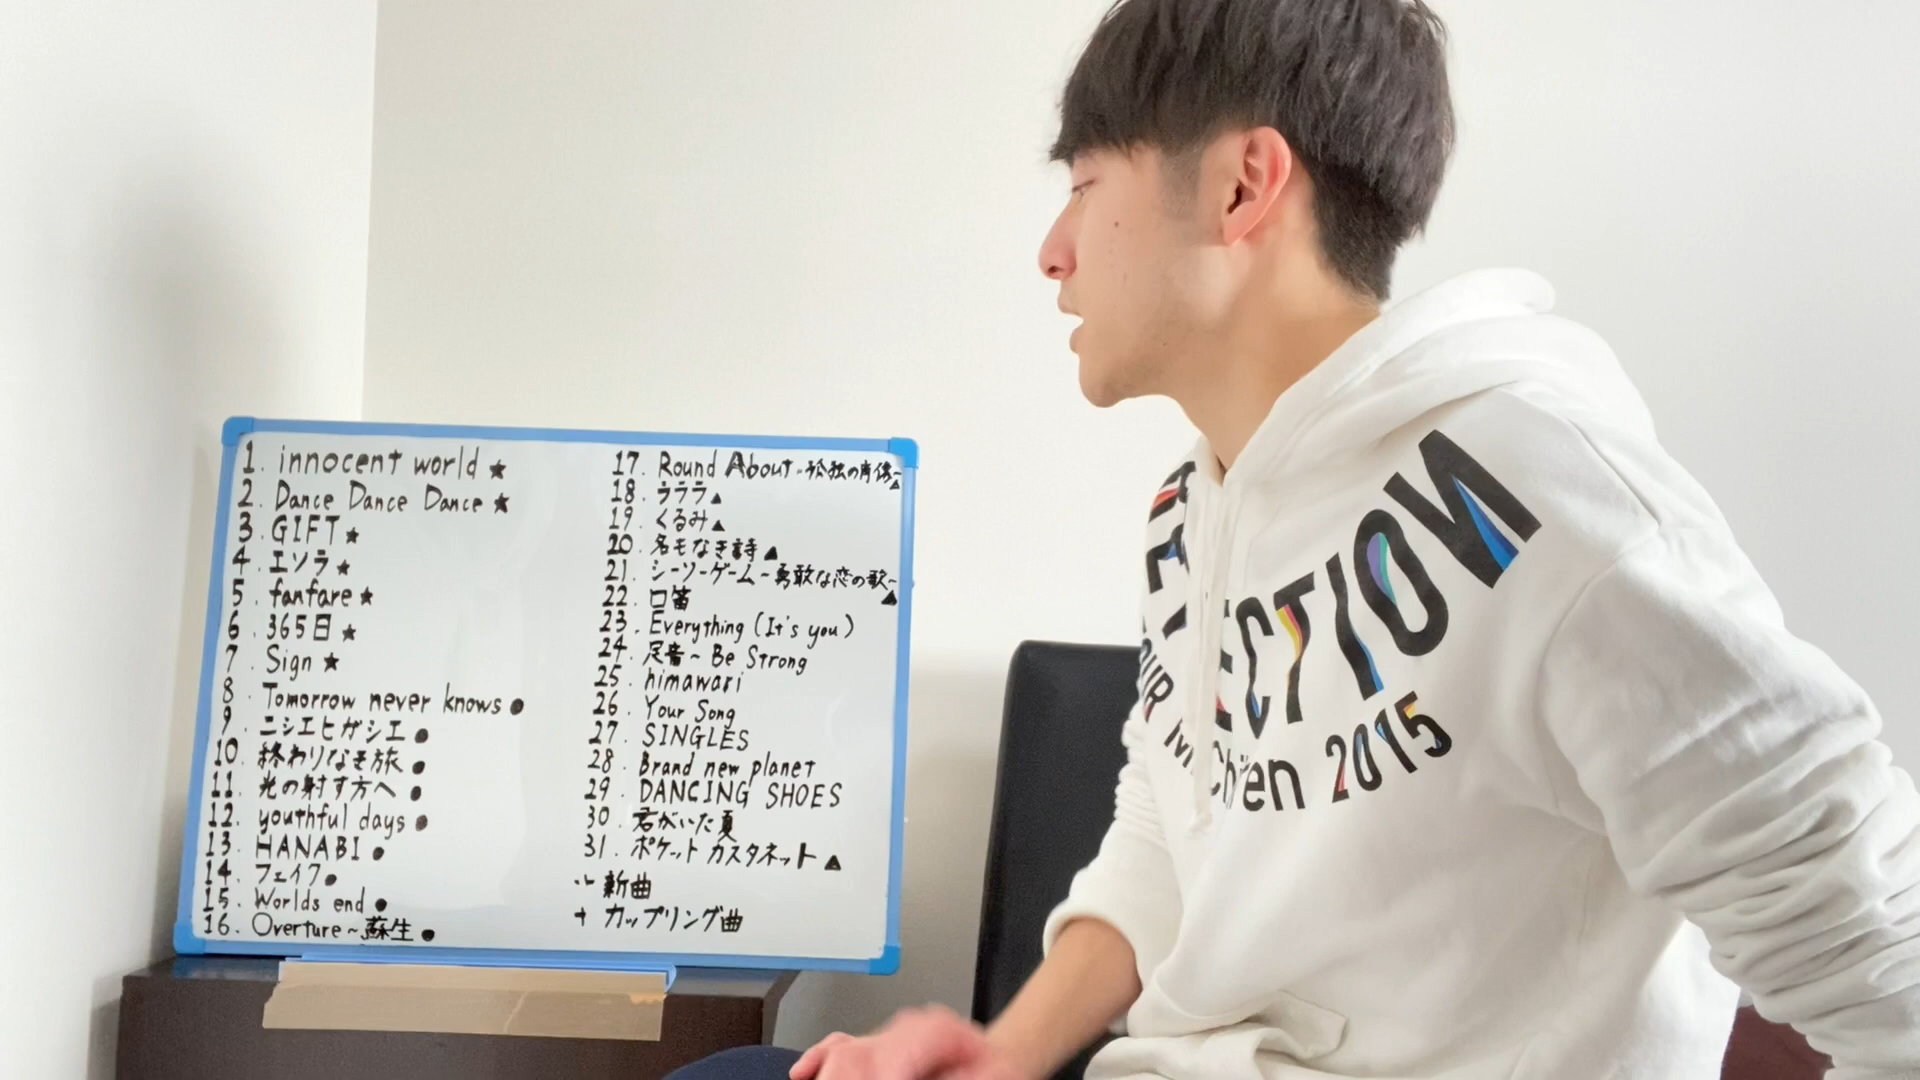 1. innocent world ★
2. Dance Dance Dance ★
3. GIFT ★
4. エソラ ★
5. fanfare ★
6. 365日 ★
7. Sign ★
8. Tomorrow never knows ●
9. ニシエヒガシエ ●
10. 終わりなき旅 ●
11. 光の射す方へ ●
12. youthful days ●
13. HANABI ●
14. フェイク ●
15. Worlds end ●
16. Overture~蘇生 ●
17. Round About ~孤独の肖像~ ▲
18. ラララ ▲
19. くるみ ▲
20. 名もなき詩 ▲
21. シーソーゲーム~勇敢な恋の歌~ ▲
22. 口笛
23. Everything (It's you)
24. 足音~Be Strong
25. himawari
26. Your Song
27. SINGLES
28. Brand new planet
29. DANCING SHOES
30. 君がいた夏
31. ポケット カスタネット ▲
新曲
+ カップリング曲
ECTION
2015